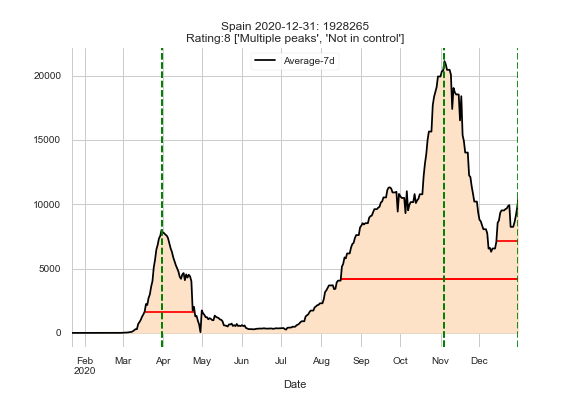 Spain 2020-12-31: 1928265
Rating:8 ['Multiple peaks', 'Not in control']
Average-7d
20000
15000
10000
5000
0
Feb Mar Apr May Jun Jul Aug Sep Oct Nov Dec
2020
Date